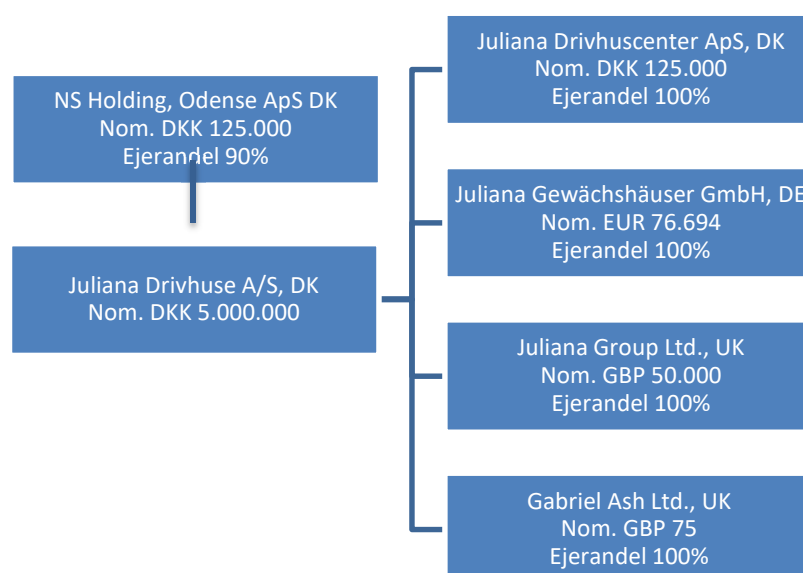 NS Holding, Odense ApS DK
Nom. DKK 125.000
Ejerandel 90%
Juliana Drivhuse A/S, DK
Nom. DKK 5.000.000
Juliana Drivhuscenter ApS, DK
Nom. DKK 125.000
Ejerandel 100%
Juliana Gewächshäuser GmbH, DE
Nom. EUR 76.694
Ejerandel 100%
Juliana Group Ltd., UK
Nom. GBP 50.000
Ejerandel 100%
Gabriel Ash Ltd., UK
Nom. GBP 75
Ejerandel 100%